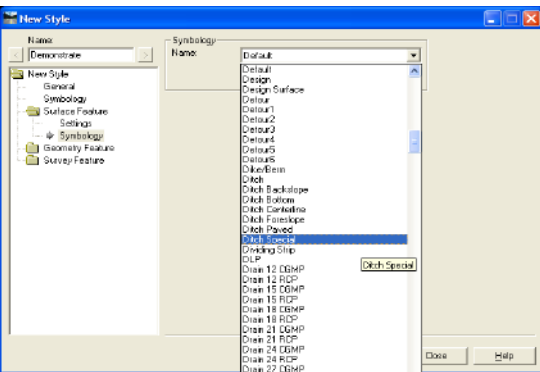 New Style
Name:
< Demonstrate >
New Style
General
Symbology
Surface Feature
Settings
Symbology
Geometry Feature
Survey Feature
Symbology
Name:
Default
Default
Design
Design Surface
Detour
Detour1
Detour2
Detour3
Detour4
Detour5
Detour6
Dike/Berm
Ditch
Ditch Backslope
Ditch Bottom
Ditch Centerline
Ditch Foreslope
Ditch Paved
Ditch Special
Dividing Strip
DLP
Ditch Special
Drain 12 CGMP
Drain 12 RCP
Drain 15 CGMP
Drain 15 RCP
Drain 18 CGMP
Drain 18 RCP
Drain 21 CGMP
Drain 21 RCP
Drain 24 CGMP
Drain 24 RCP
Drain 27 CGMP
Close
Help